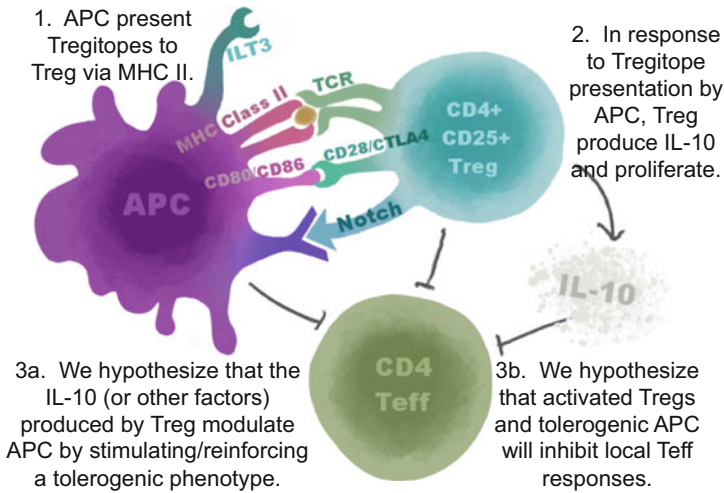 1.  APC present
Tregitopes to
Treg via MHC II.
ILT3
MHC Class II
TCR
CD80/CD86
CD28/CTLA4
Notch
APC
CD4+
CD25+
Treg
2.  In response
to Tregitope
presentation by
APC, Treg
produce IL-10
and proliferate.
IL-10
CD4
Teff
3a.  We hypothesize that the
IL-10 (or other factors)
produced by Treg modulate
APC by stimulating/reinforcing
a tolerogenic phenotype.
3b.  We hypothesize
that activated Tregs
and tolerogenic APC
will inhibit local Teff
responses.